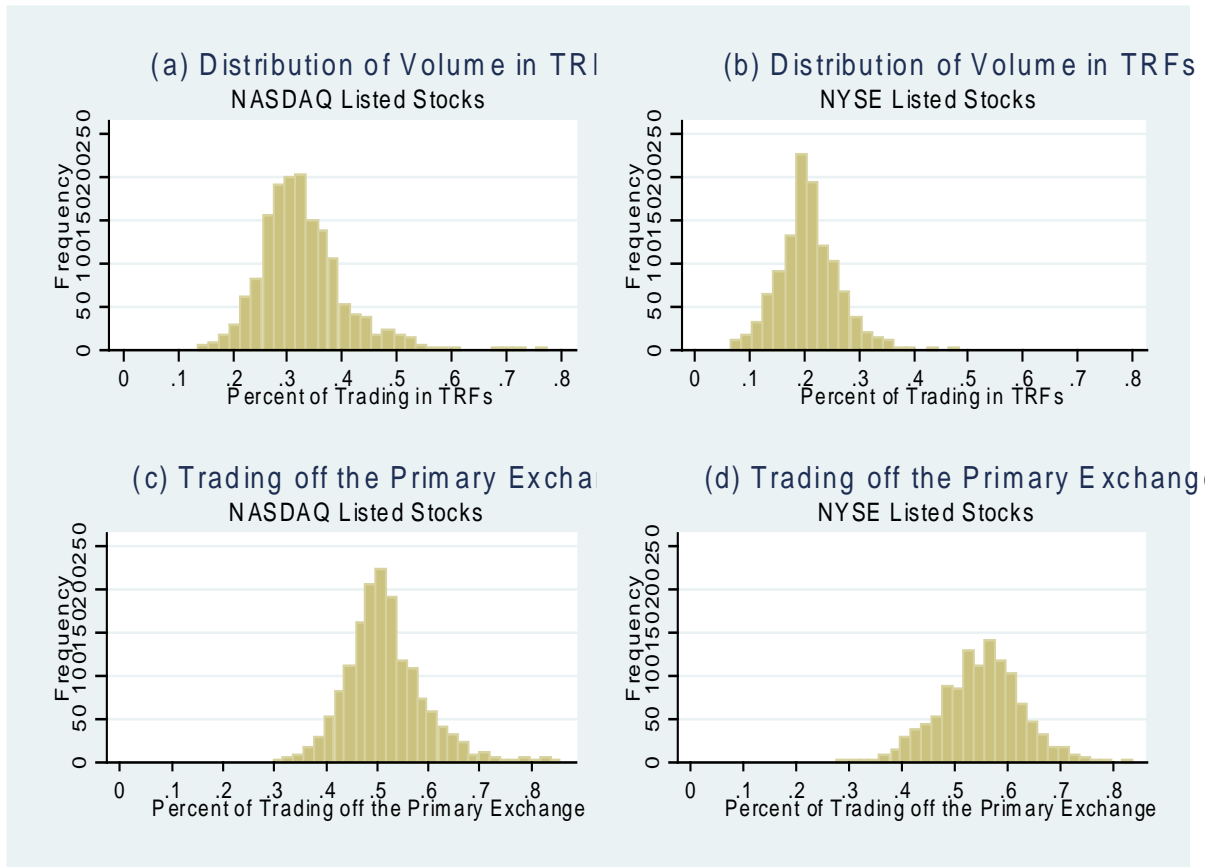 (a) Distribution of Volume in TRI
NASDAQ Listed Stocks
Frequency
0 50 100 150 200 250
0 .1 .2 .3 .4 .5 .6 .7 .8
Percent of Trading in TRFs
(b) Distribution of Volume in TRFs
NYSE Listed Stocks
Frequency
0 50 100 150 200 250
0 .1 .2 .3 .4 .5 .6 .7 .8
Percent of Trading in TRFs
(c) Trading off the Primary Exchai
NASDAQ Listed Stocks
Frequency
0 50 100 150 200 250
0 .1 .2 .3 .4 .5 .6 .7 .8
Percent of Trading off the Primary Exchange
(d) Trading off the Primary Exchang
NYSE Listed Stocks
Frequency
0 50 100 150 200 250
0 .1 .2 .3 .4 .5 .6 .7 .8
Percent of Trading off the Primary Exchange